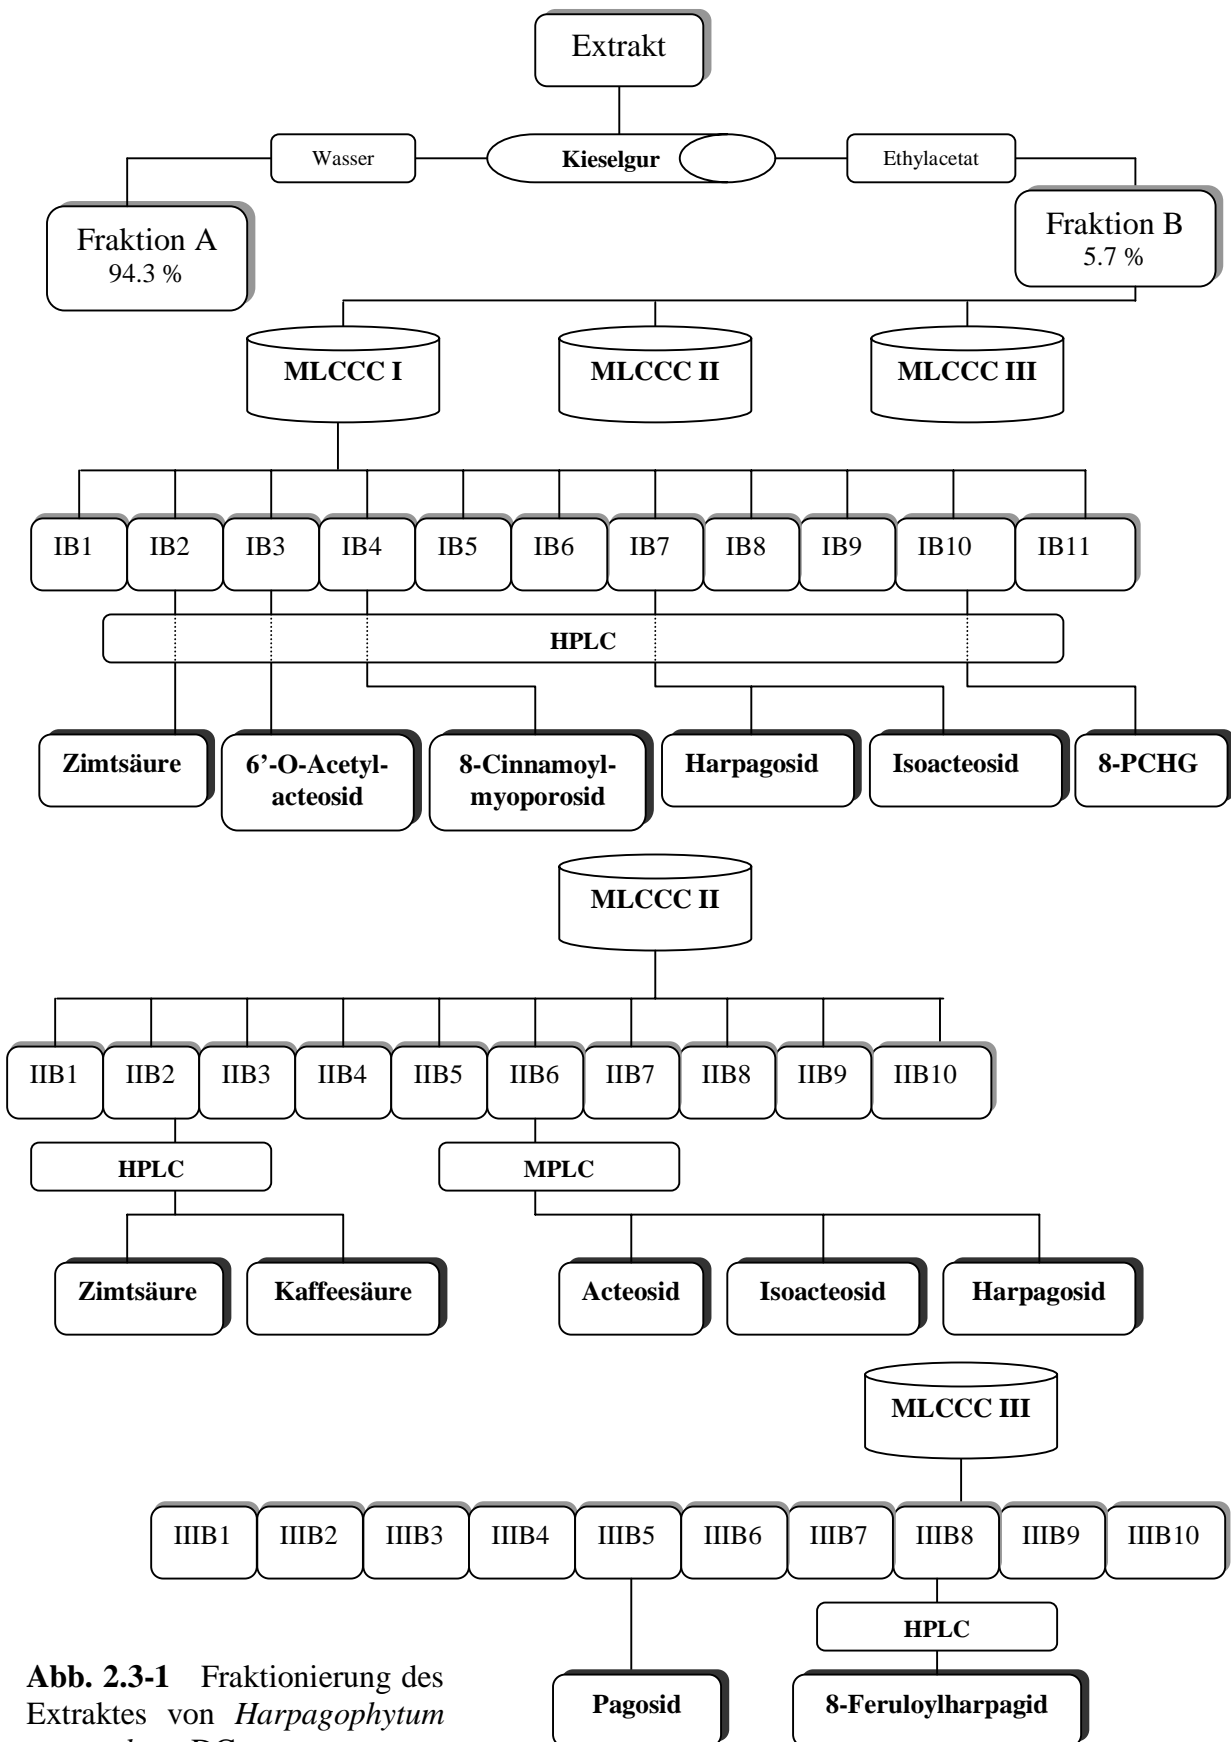 Extrakt
Wasser
Kieselgur
Ethylacetat
Fraktion A
94.3 %
Fraktion B
5.7 %
MLCCC I
MLCCC II
MLCCC III
IB1
IB2
IB3
IB4
IB5
IB6
IB7
IB8
IB9
IB10
IB11
HPLC
Zimtsäure
6’-O-Acetyl-
acteosid
8-Cinnamoyl-
myoporosid
Harpagosid
Isoacteosid
8-PCHG
MLCCC II
IIB1
IIB2
IIB3
IIB4
IIB5
IIB6
IIB7
IIB8
IIB9
IIB10
HPLC
MPLC
Zimtsäure
Kaffeesäure
Acteosid
Isoacteosid
Harpagosid
MLCCC III
IIIB1
IIIB2
IIIB3
IIIB4
IIIB5
IIIB6
IIIB7
IIIB8
IIIB9
IIIB10
HPLC
Pagosid
8-Feruloylharpagid
Abb. 2.3-1 Fraktionierung des
Extraktes von Harpagophytum